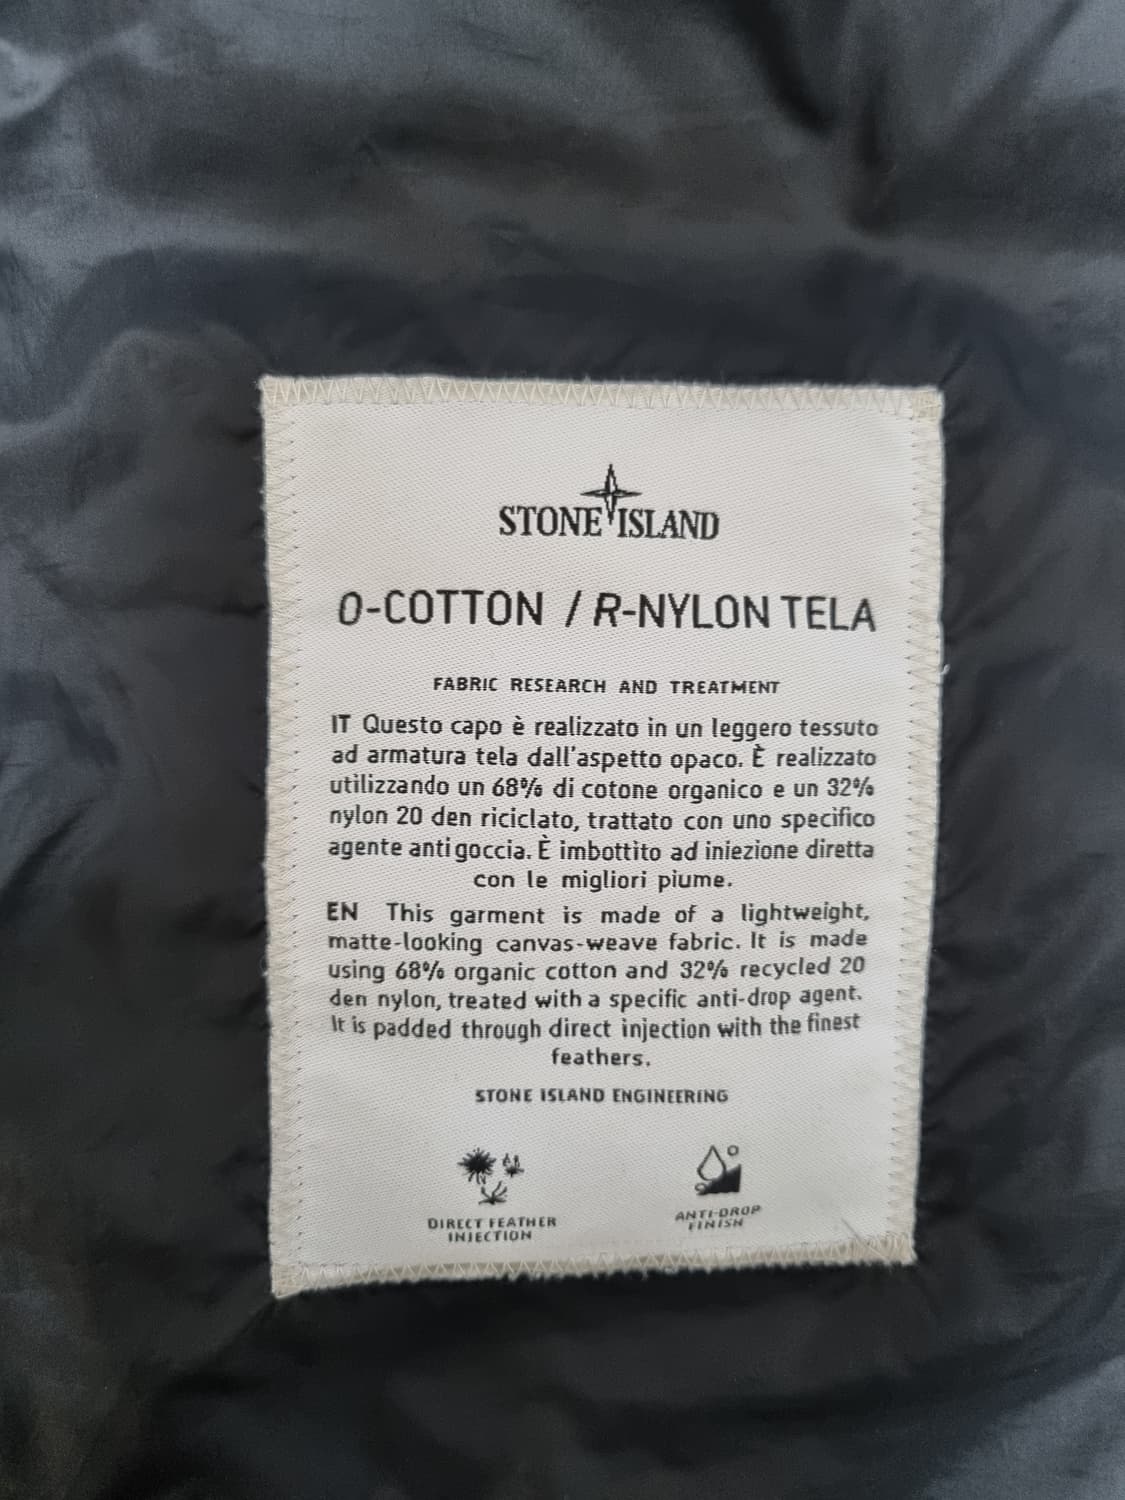 STONE ISLAND
O-COTTON / R-NYLON TELA
FABRIC RESEARCH AND TREATMENT
IT Questo capo è realizzato in un leggero tessuto
ad armatura tela dall'aspetto opaco. È realizzato
utilizzando un 68% di cotone organico e un 32%
nylon 20 den riciclato, trattato con uno specifico
agente antigoccia. È imbottito ad iniezione diretta
con le migliori piume.
EN This garment is made of a lightweight,
matte-looking canvas-weave fabric. It is made
using 68% organic cotton and 32% recycled 20
den nylon, treated with a specific anti-drop agent.
It is padded through direct injection with the finest
feathers.
STONE ISLAND ENGINEERING
DIRECT FEATHER
INJECTION
ANTI-DROP
FINISH